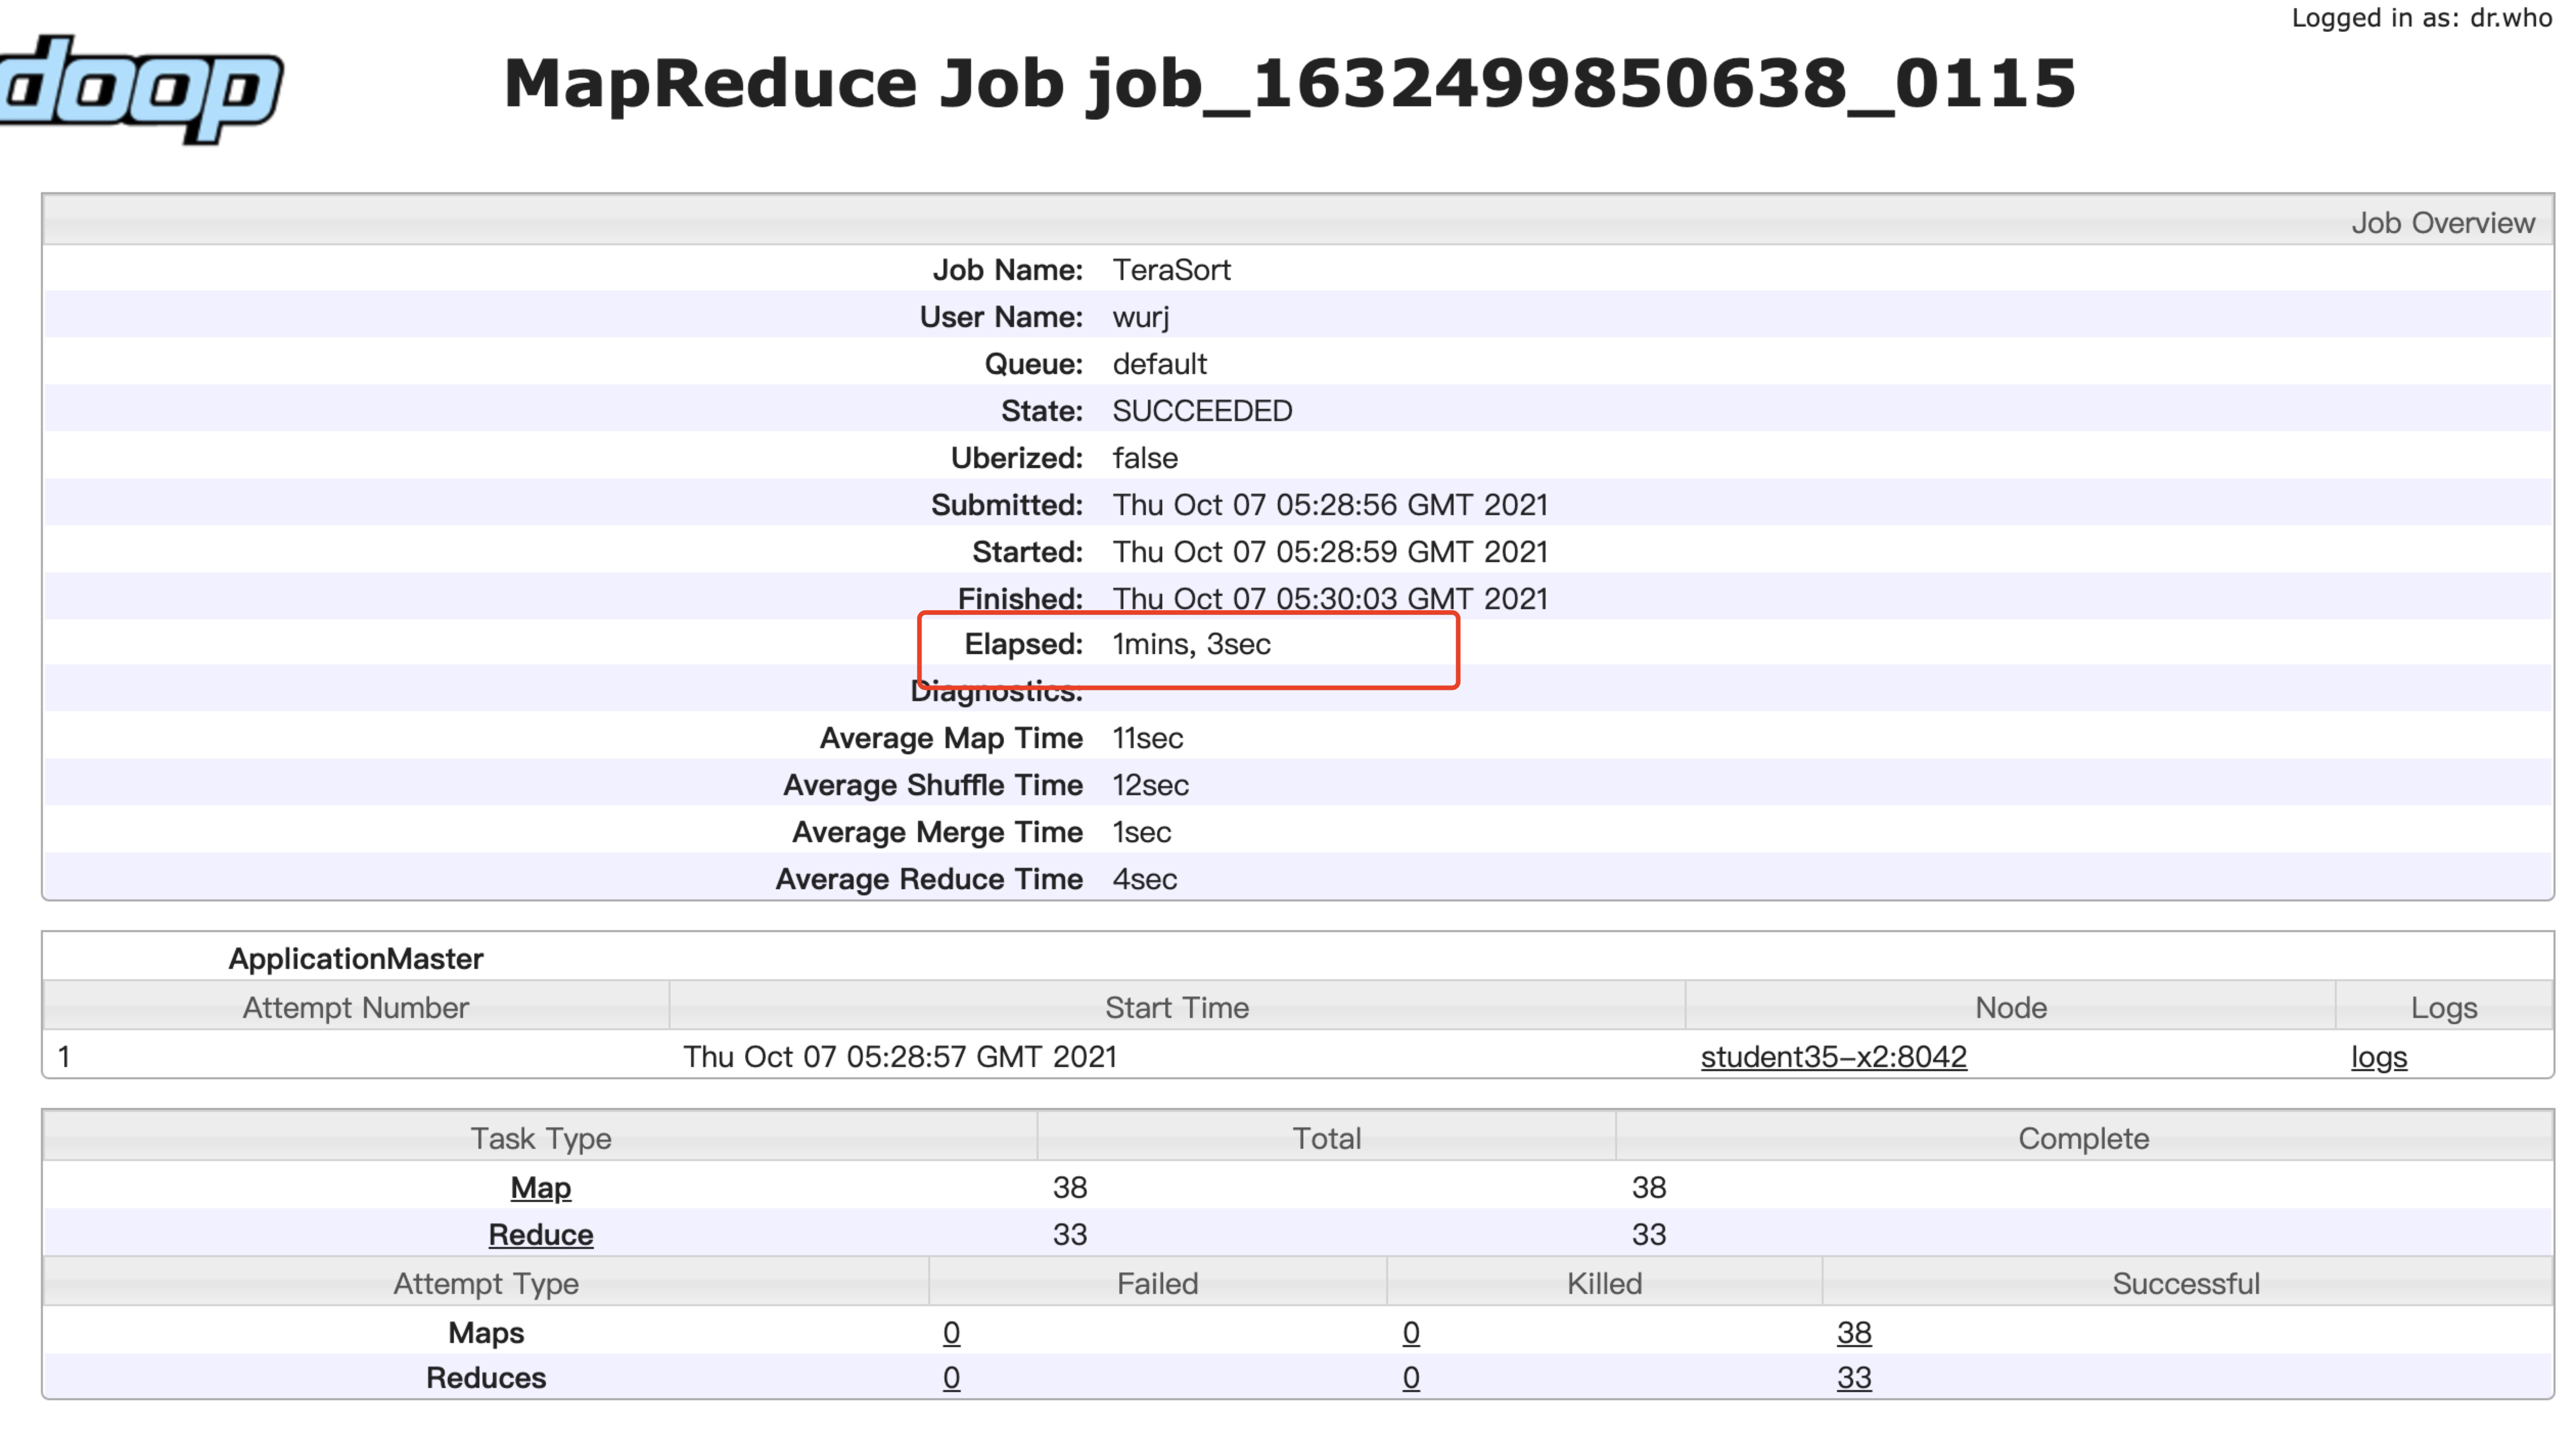 Logged in as: dr.who
doop
MapReduce Job job_1632499850638_0115
Job Overview
Job Name: TeraSort
User Name: wurj
Queue: default
State: SUCCEEDED
Uberized: false
Submitted: Thu Oct 07 05:28:56 GMT 2021
Started: Thu Oct 07 05:28:59 GMT 2021
Finished: Thu Oct 07 05:30:03 GMT 2021
Elapsed: 1mins, 3sec
Diagnostics:
Average Map Time 11sec
Average Shuffle Time 12sec
Average Merge Time 1sec
Average Reduce Time 4sec
ApplicationMaster
Attempt Number Start Time Node Logs
1 Thu Oct 07 05:28:57 GMT 2021 student35-x2:8042 logs
Task Type Total Complete
Map 38 38
Reduce 33 33
Attempt Type Failed Killed Successful
Maps 0 0 38
Reduces 0 0 33